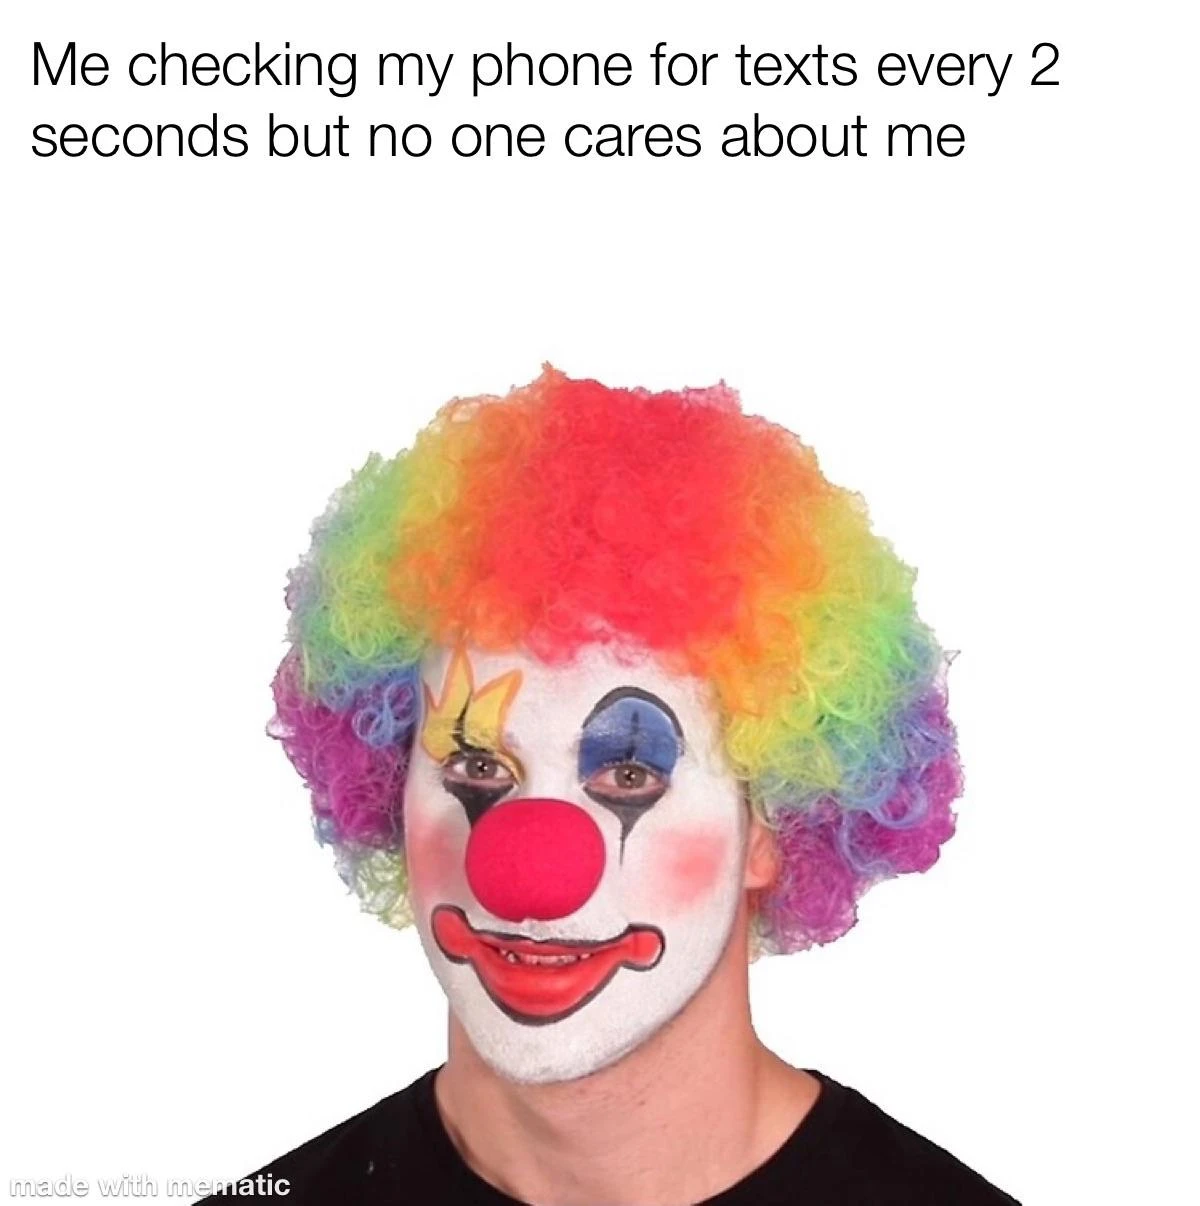 Me checking my phone for texts every 2
seconds but no one cares about me
made with mematic